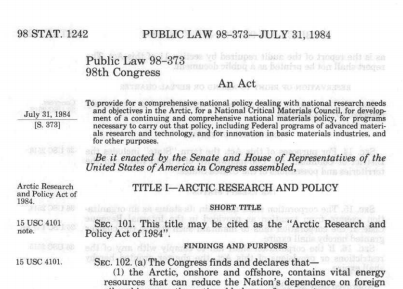 98 STAT. 1242 PUBLIC LAW 98-373—JULY 31, 1984
Public Law 98-373
98th Congress
An Act
July 31, 1984
[S. 373]
To provide for a comprehensive national policy dealing with national research needs
and objectives in the Arctic, for a National Critical Materials Council, for develop-
ment of a continuing and comprehensive national materials policy, for programs
necessary to carry out that policy, including Federal programs of advanced materi-
als research and technology, and for innovation in basic materials industries, and
for other purposes.
Be it enacted by the Senate and House of Representatives of the
United States of America in Congress assembled,
Arctic Research
and Policy Act of
1984.
TITLE I—ARCTIC RESEARCH AND POLICY
SHORT TITLE
15 USC 4101
note.
SEC. 101. This title may be cited as the "Arctic Research and
Policy Act of 1984".
FINDINGS AND PURPOSES
15 USC 4101.
SEC. 102. (a) The Congress finds and declares that—
(1) the Arctic, onshore and offshore, contains vital energy
resources that can reduce the Nation's dependence on foreign